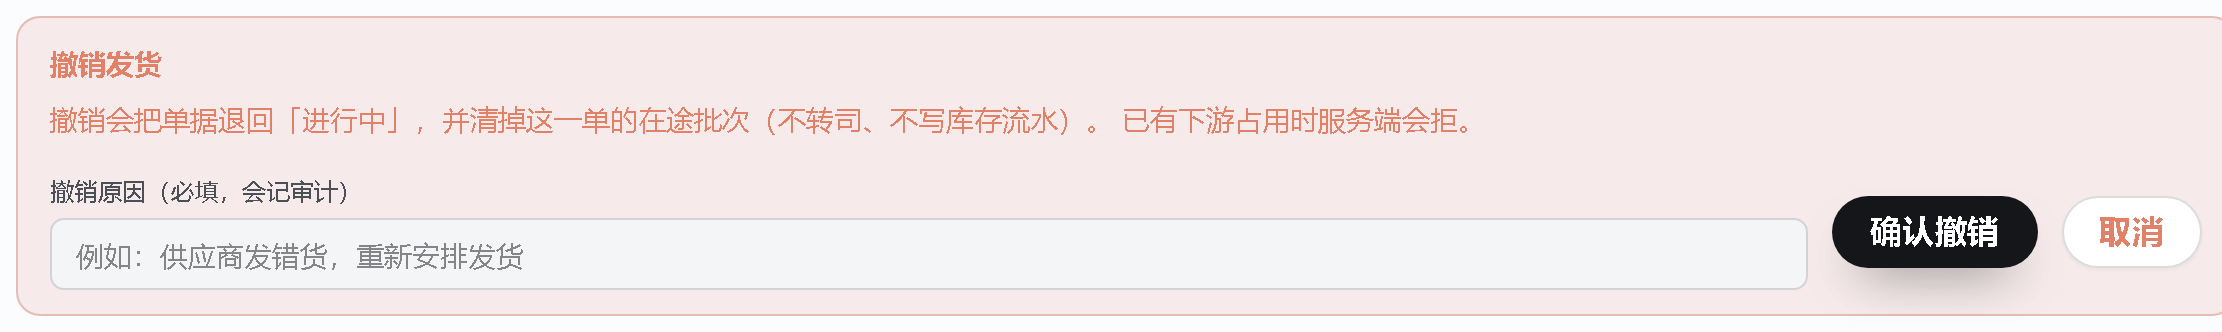 撤销发货
撤销会把单据退回「进行中」，并清掉这一单的在途批次（不转司、不写库存流水）。 已有下游占用时服务端会拒。
撤销原因（必填，会记审计）
例如：供应商发错货，重新安排发货
确认撤销
取消